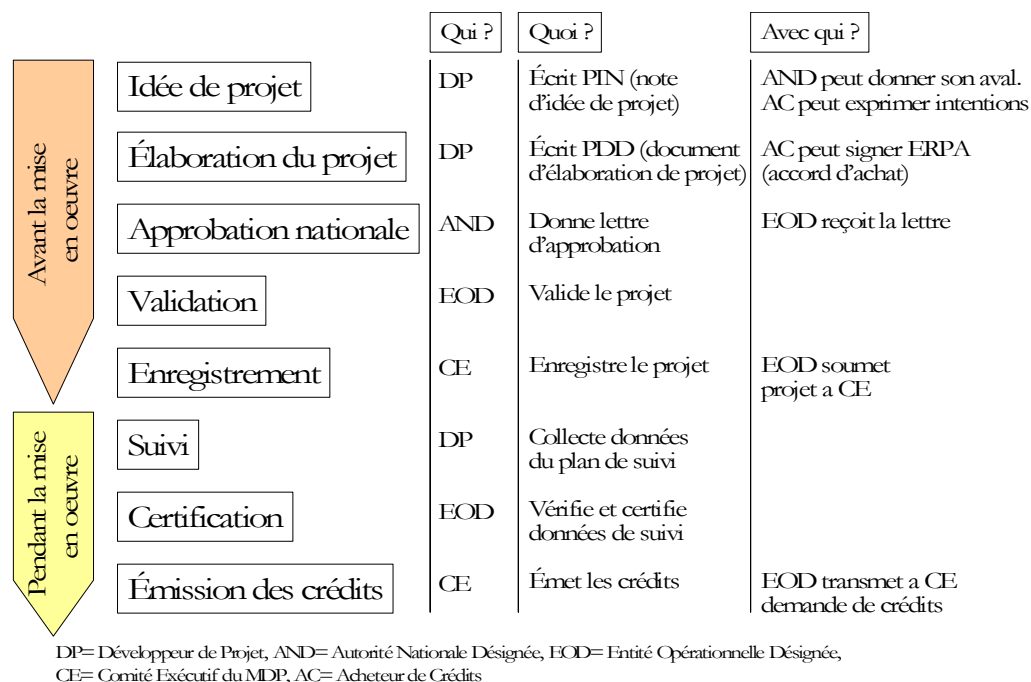 Qui ? Quoi ? Avec qui ?
Avant la mise
en oeuvre
Idée de projet DP Écrit PIN (note AND peut donner son aval.
d'idée de projet) AC peut exprimer intentions
Élaboration du projet DP Écrit PDD (document AC peut signer ERPA
d'élaboration de projet) (accord d'achat)
Approbation nationale AND Donne lettre EOD reçoit la lettre
d'approbation
Validation EOD Valide le projet
Enregistrement CE Enregistre le projet EOD soumet
projet a CE
Pendant la mise
en oeuvre
Suivi DP Collecte données
du plan de suivi
Certification EOD Vérifie et certifie
données de suivi
Émission des crédits CE Émet les crédits EOD transmet a CE
demande de crédits
DP= Développeur de Projet, AND= Autorité Nationale Désignée, EOD= Entité Opérationnelle Désignée,
CE= Comité Exécutif du MDP, AC= Acheteur de Crédits